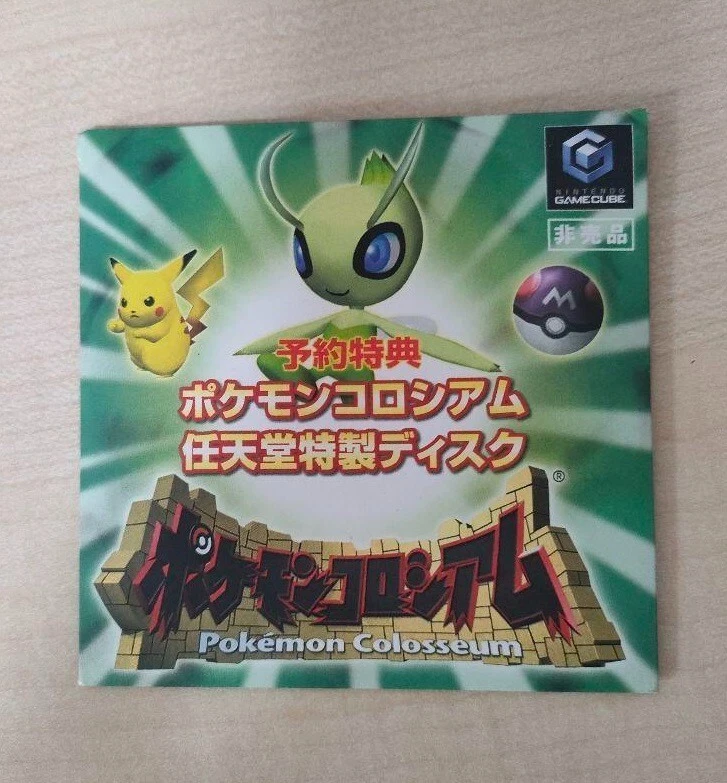 NINTENDO
GAMECUBE
非売品
M
予約特典
ポケモンコロシアム
任天堂特製ディスク
®
ポケモンコロシアム
Pokémon Colosseum